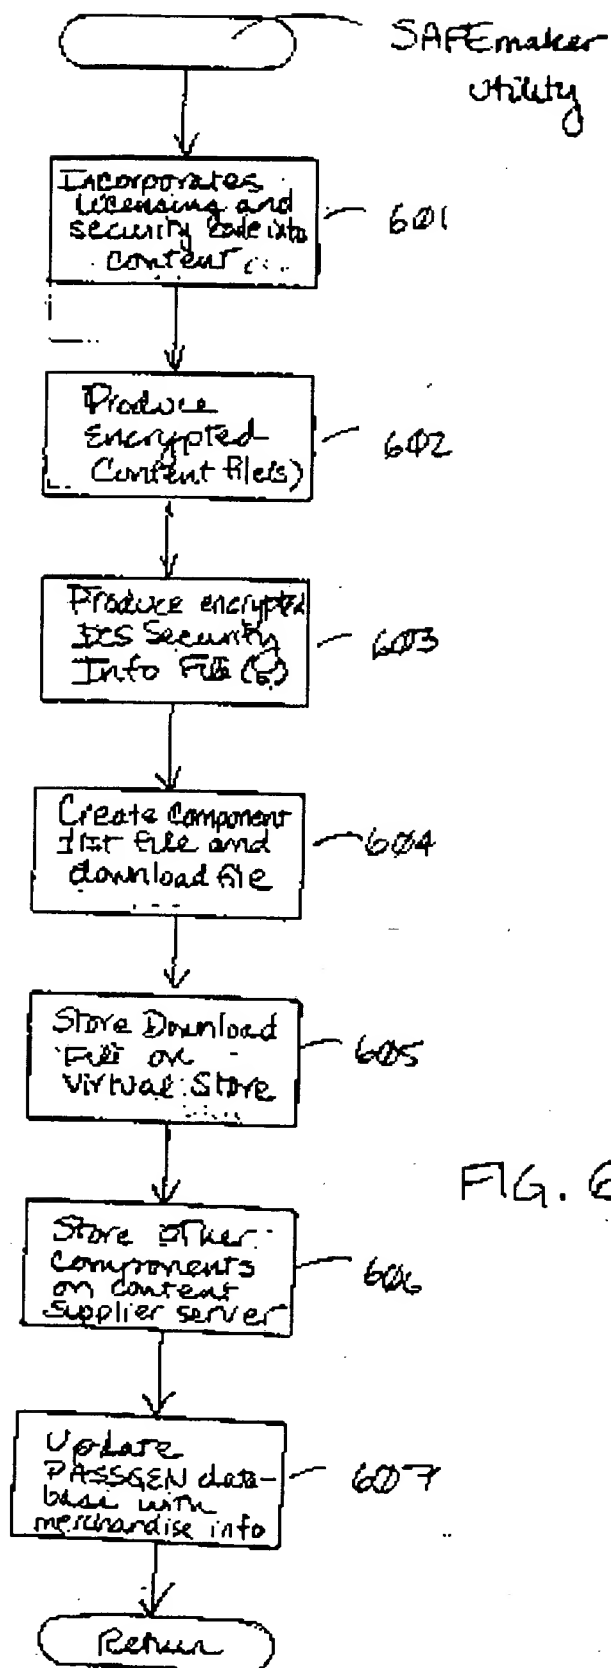 SAFEmaker
utility
Incorporates
licensing and
security code into
content
601
Produce
Encrypted
Content file(s)
602
Produce encrypted
DCS Security
Info File(s)
603
Create component
list file and
download file
604
Store Download
File on
Virtual Store
605
FIG. 6
Store other
components
on content
supplier server
606
Update
PASSGEN data-
base with
merchandise info
607
Return